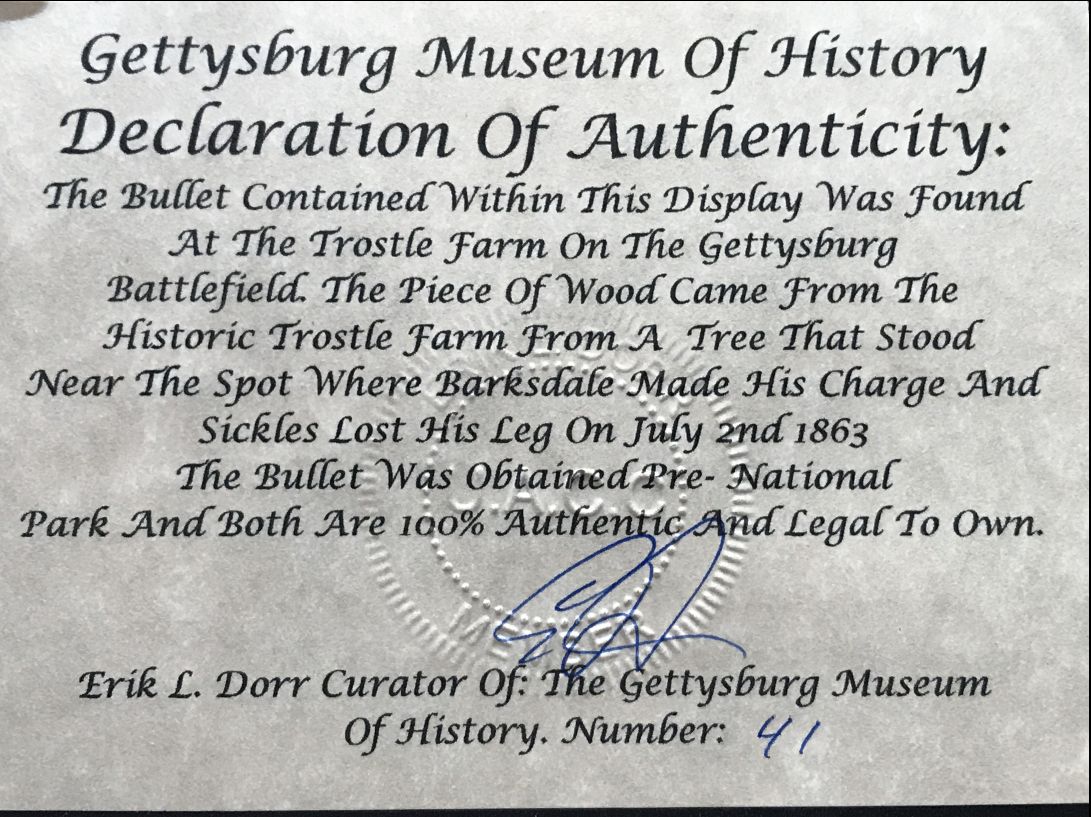 Gettysburg Museum Of History
Declaration Of Authenticity:
The Bullet Contained Within This Display Was Found
At The Trostle Farm On The Gettysburg
Battlefield. The Piece Of Wood Came From The
Historic Trostle Farm From A Tree That Stood
Near The Spot Where Barksdale Made His Charge And
Sickles Lost His Leg On July 2nd 1863
The Bullet Was Obtained Pre- National
Park And Both Are 100% Authentic And Legal To Own.
MEMBER
Erik L. Dorr Curator Of: The Gettysburg Museum
Of History. Number: 41